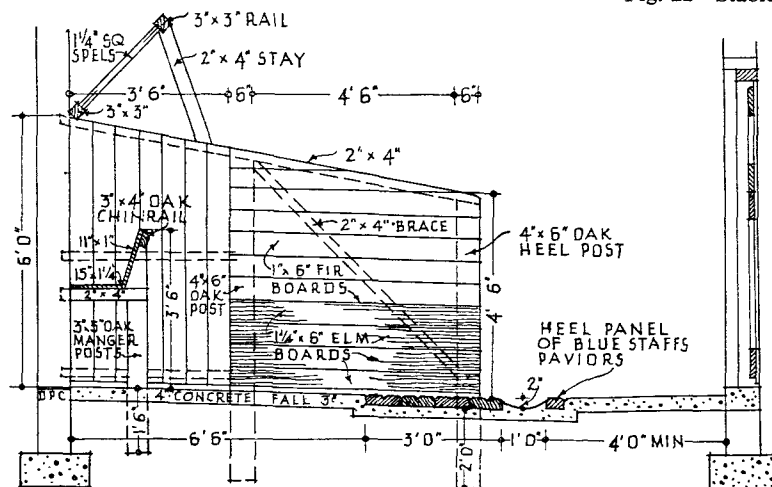 Fig. 22 Stable
3" × 3" RAIL
1¼" SQ
SPELS
2" × 4" STAY
3' 6"
6"
4' 6"
6"
3" × 3"
2" × 4"
6' 0"
3" × 4" OAK
CHINRAIL
11" × 1"
15" × 1¼"
2" × 4"
3' 6"
3" × 3" OAK
MANGER
POSTS
4" × 6"
OAK
POST
2" × 4" BRACE
1" × 6" FIR
BOARDS
1¼" × 6" ELM
BOARDS
4" × 6" OAK
HEEL POST
4' 6"
HEEL PANEL
OF BLUE STAFFS
PAVIORS
2"
DPC
4" CONCRETE FALL 3"
1' 6"
6' 6"
3' 0"
2' 0"
1' 0"
4' 0" MIN